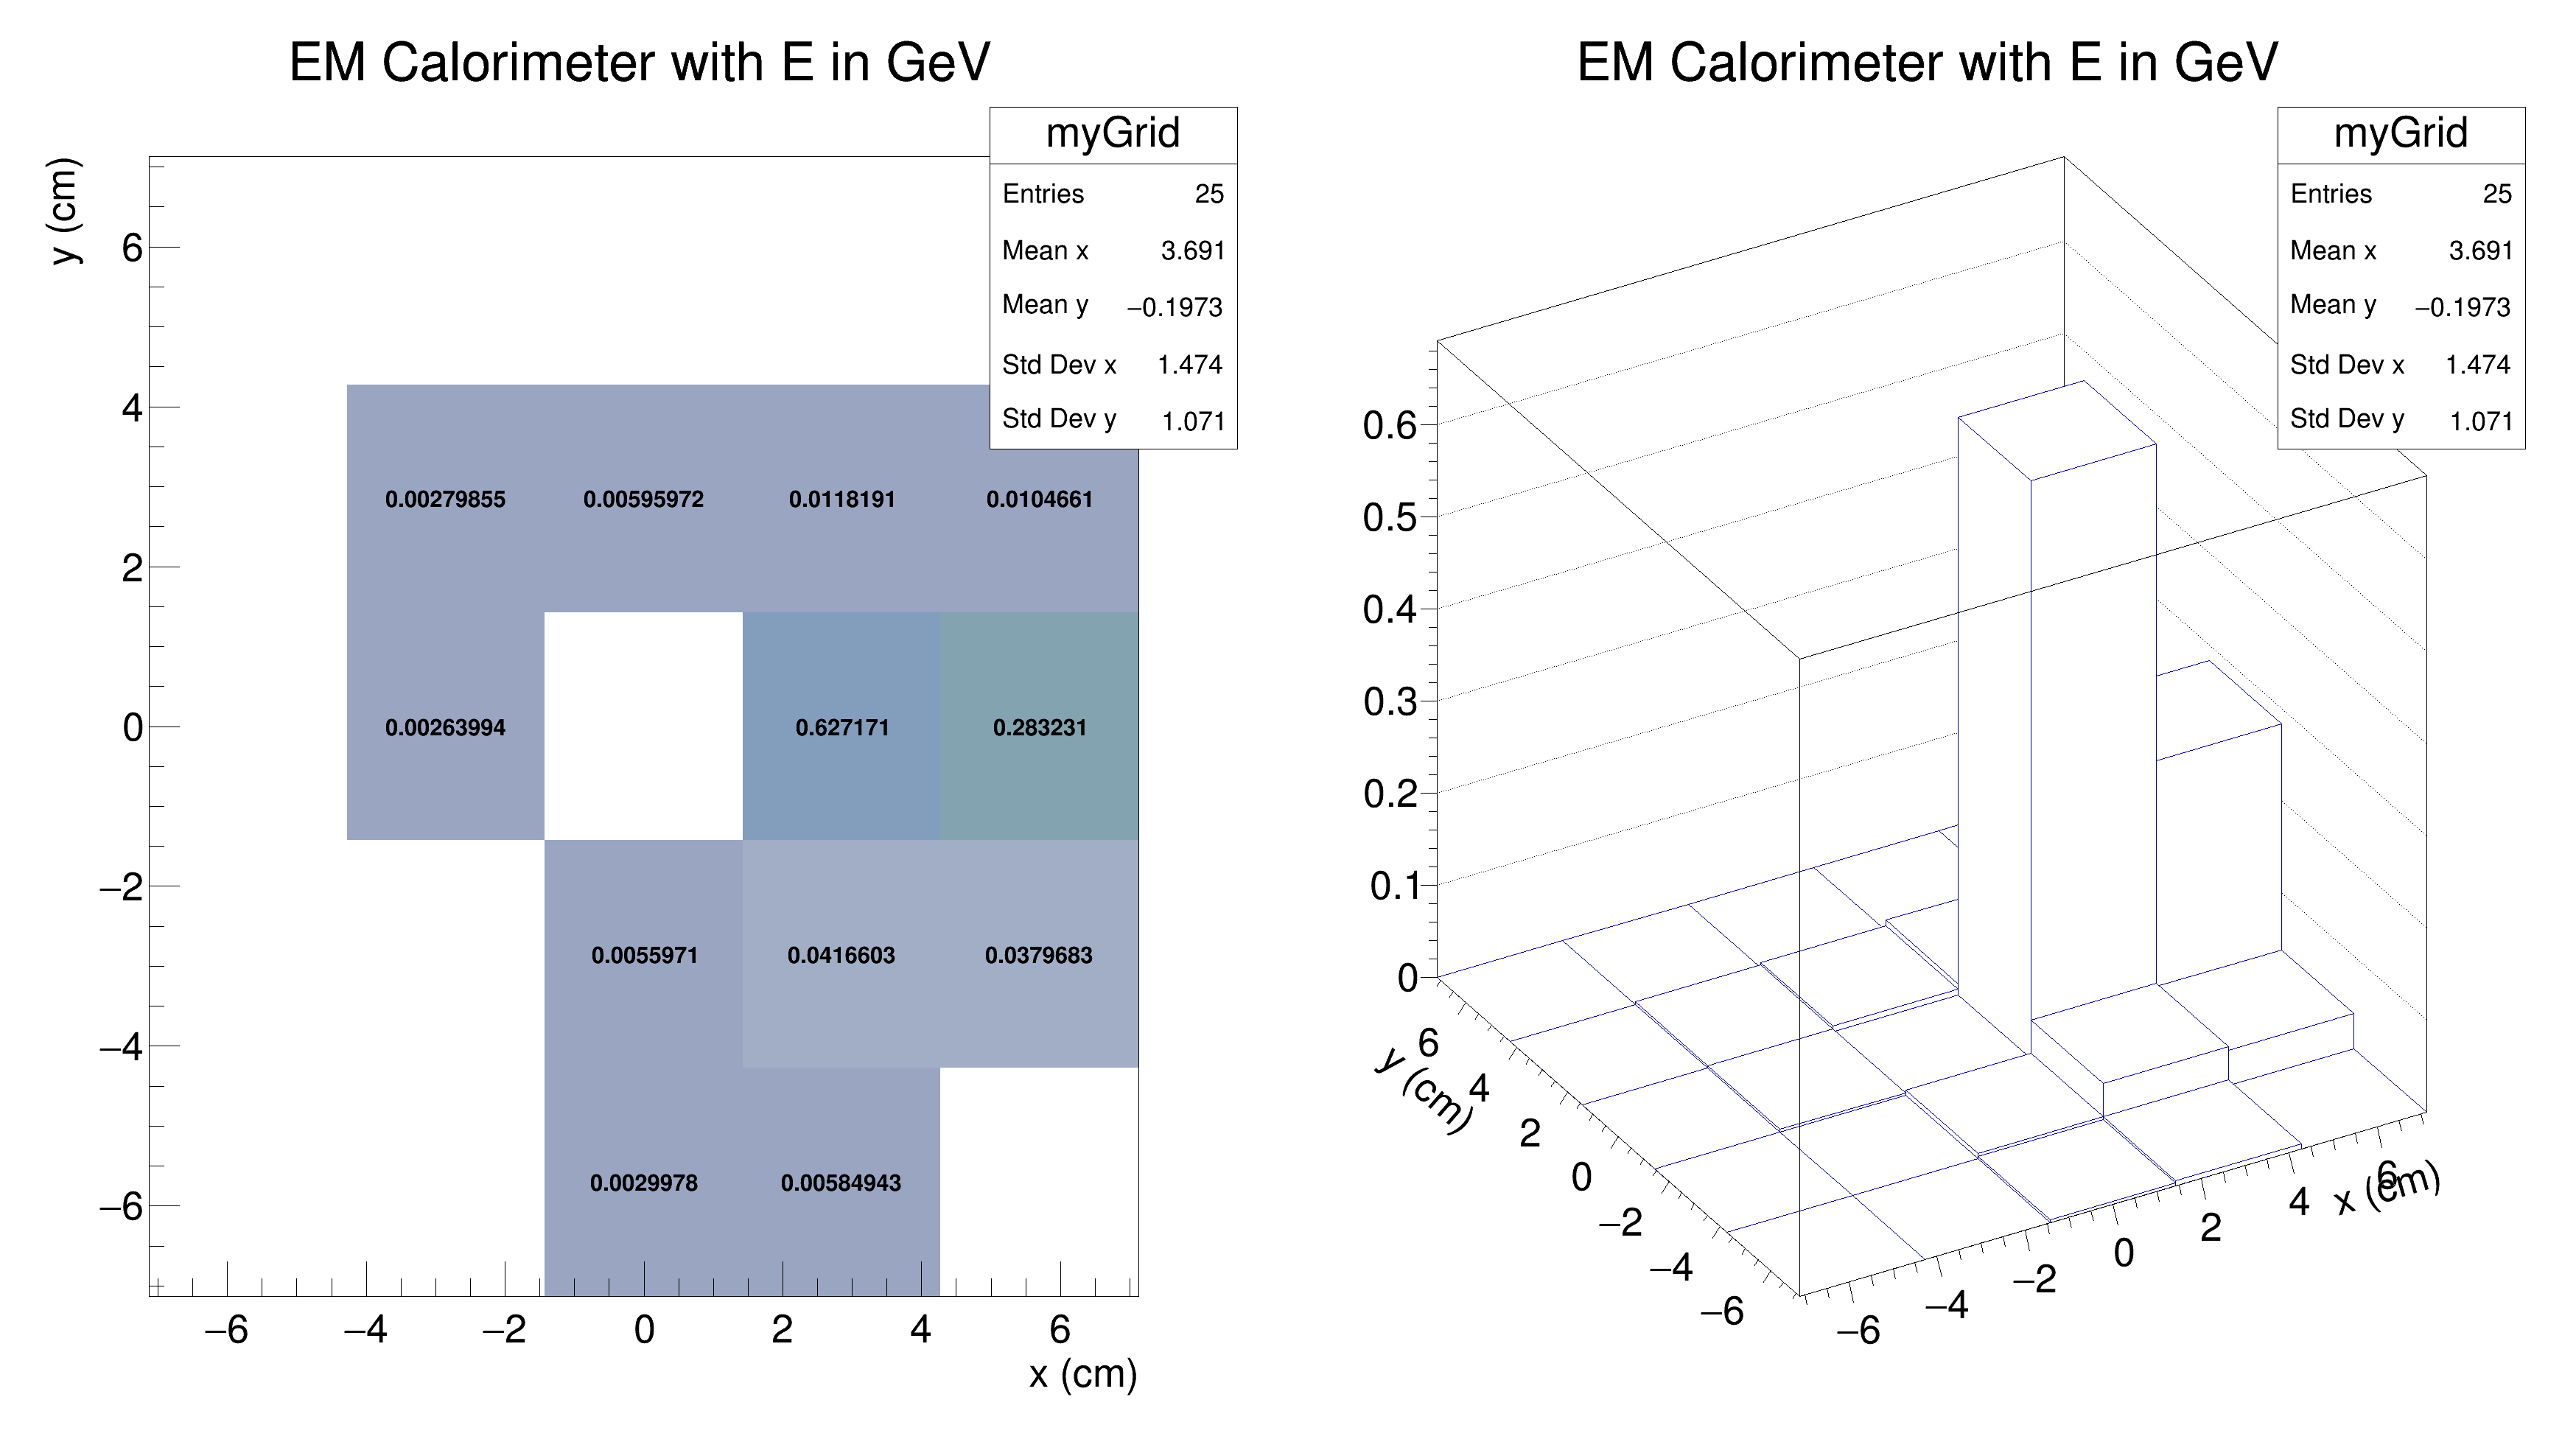 EM Calorimeter with E in GeV
myGrid
Entries 25
Mean x 3.691
Mean y −0.1973
Std Dev x 1.474
Std Dev y 1.071
y (cm)
6
4
2
0
−2
−4
−6
0.00279855 0.00595972 0.0118191 0.0104661
0.00263994 0.627171 0.283231
0.0055971 0.0416603 0.0379683
0.0029978 0.00584943
−6 −4 −2 0 2 4 6
x (cm)
EM Calorimeter with E in GeV
myGrid
Entries 25
Mean x 3.691
Mean y −0.1973
Std Dev x 1.474
Std Dev y 1.071
0.6
0.5
0.4
0.3
0.2
0.1
0
6
4
2
0
−2
−4
−6
y (cm)
−6
−4
−2
0
2
4
6
x (cm)